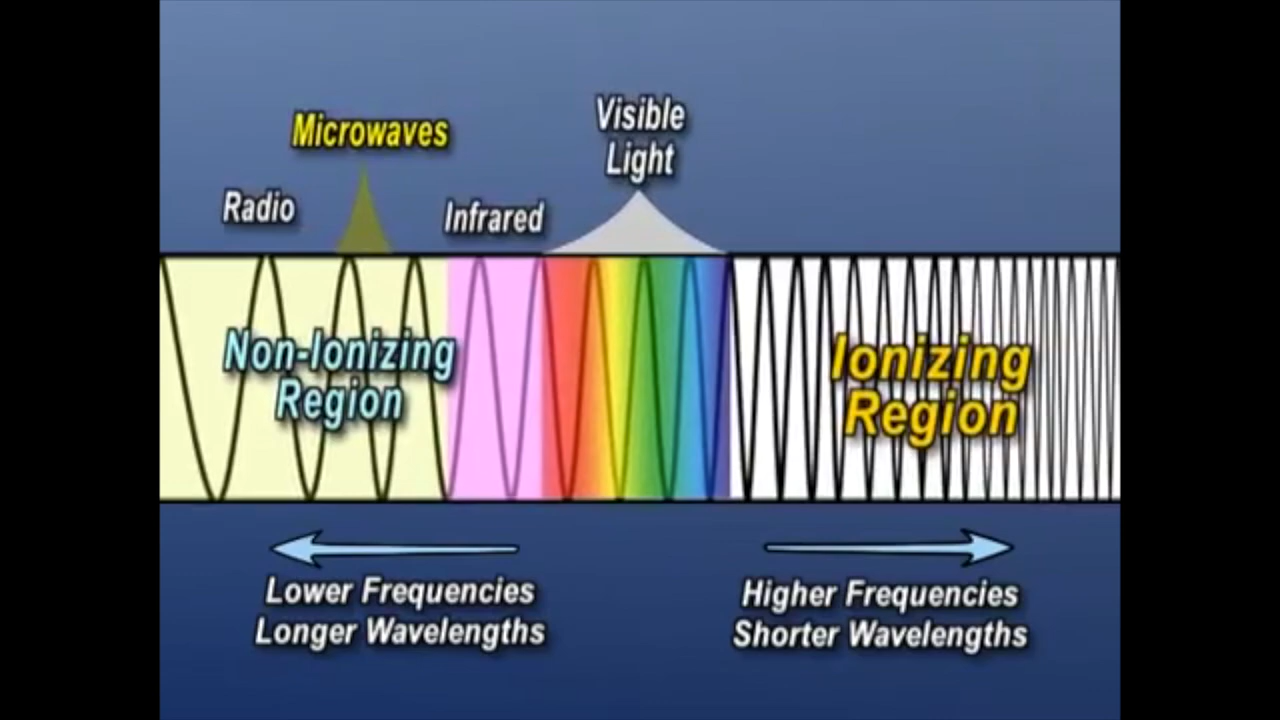 Microwaves
Visible
Light
Radio
Infrared
Non-Ionizing
Region
Ionizing
Region
Lower Frequencies
Longer Wavelengths
Higher Frequencies
Shorter Wavelengths